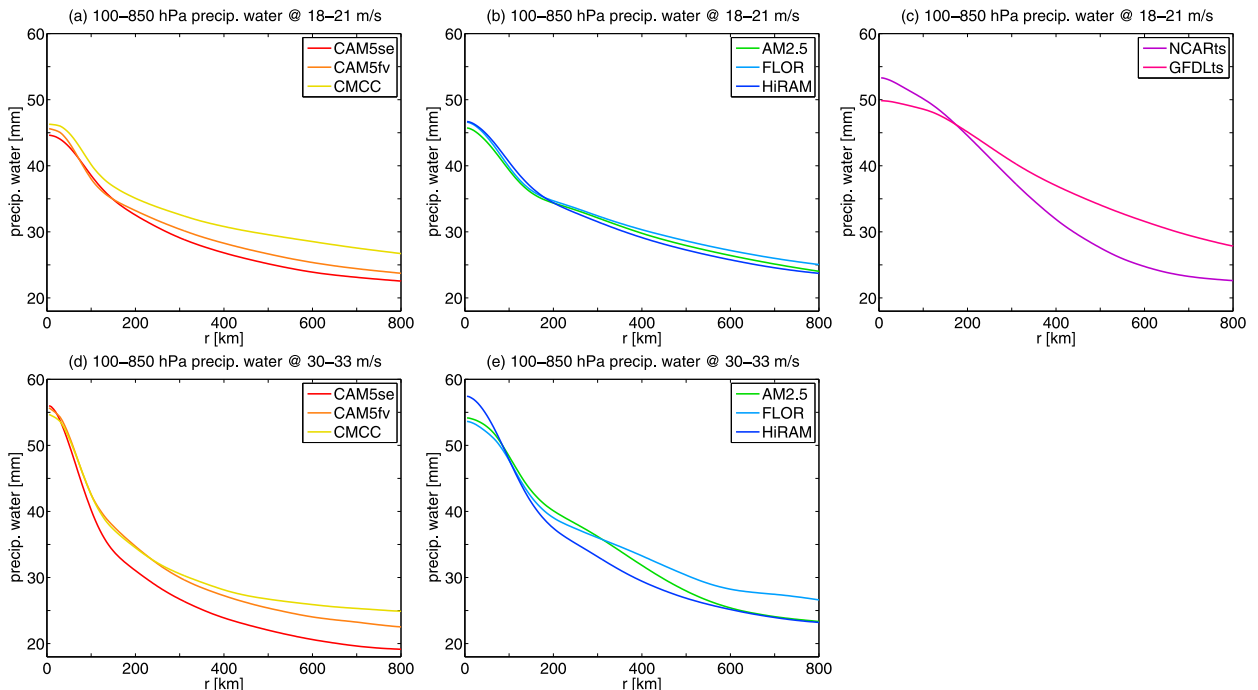 (a) 100–850 hPa precip. water @ 18–21 m/s
60
50
40
30
20
precip. water [mm]
0
200
400
600
800
r [km]
CAM5se
CAM5fv
CMCC
(b) 100–850 hPa precip. water @ 18–21 m/s
60
50
40
30
20
precip. water [mm]
0
200
400
600
800
r [km]
AM2.5
FLOR
HiRAM
(c) 100–850 hPa precip. water @ 18–21 m/s
60
50
40
30
20
precip. water [mm]
0
200
400
600
800
r [km]
NCARts
GFDLts
(d) 100–850 hPa precip. water @ 30–33 m/s
60
50
40
30
20
precip. water [mm]
0
200
400
600
800
r [km]
CAM5se
CAM5fv
CMCC
(e) 100–850 hPa precip. water @ 30–33 m/s
60
50
40
30
20
precip. water [mm]
0
200
400
600
800
r [km]
AM2.5
FLOR
HiRAM